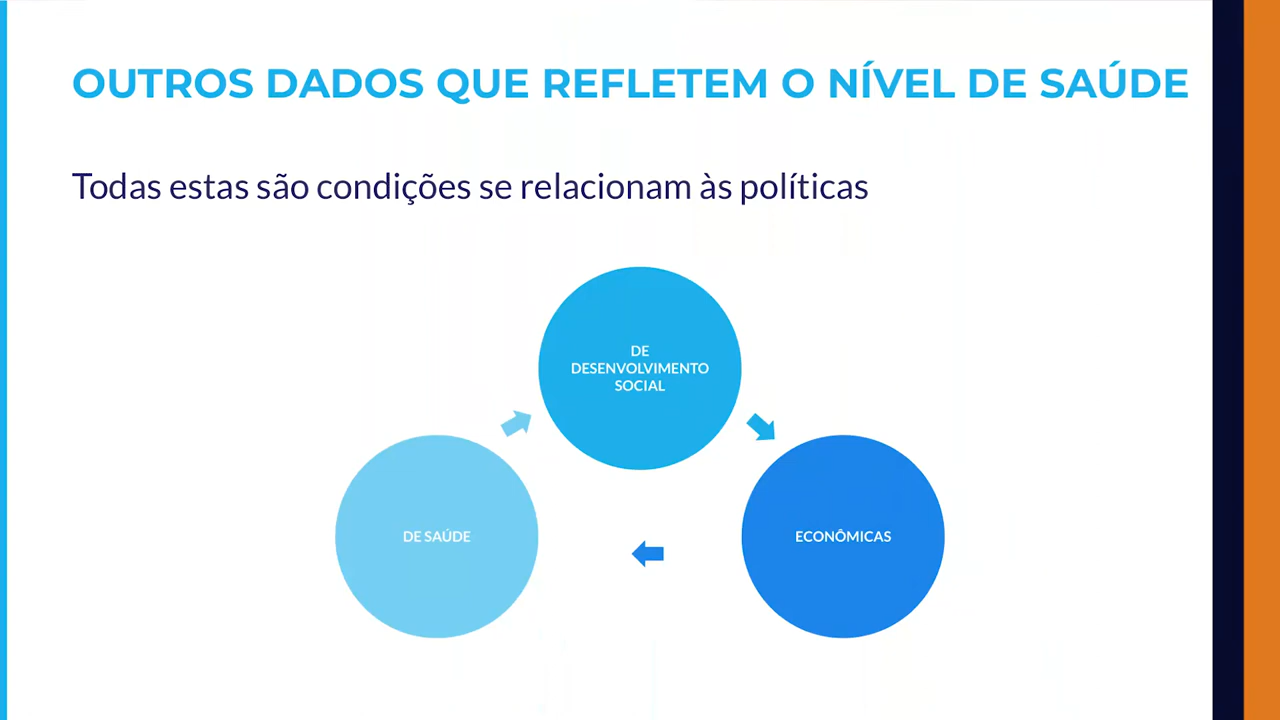 OUTROS DADOS QUE REFLETEM O NÍVEL DE SAÚDE
Todas estas são condições se relacionam às políticas
DE
DESENVOLVIMENTO
SOCIAL
DE SAÚDE
ECONÔMICAS